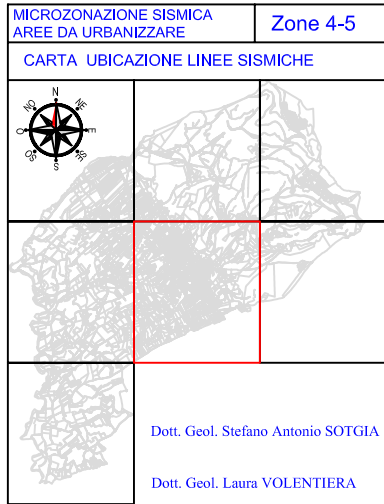 MICROZONAZIONE SISMICA
AREE DA URBANIZZARE
Zone 4-5
CARTA UBICAZIONE LINEE SISMICHE
N
NO NE
O E
SO SE
S
Dott. Geol. Stefano Antonio SOTGIA
Dott. Geol. Laura VOLENTIERA